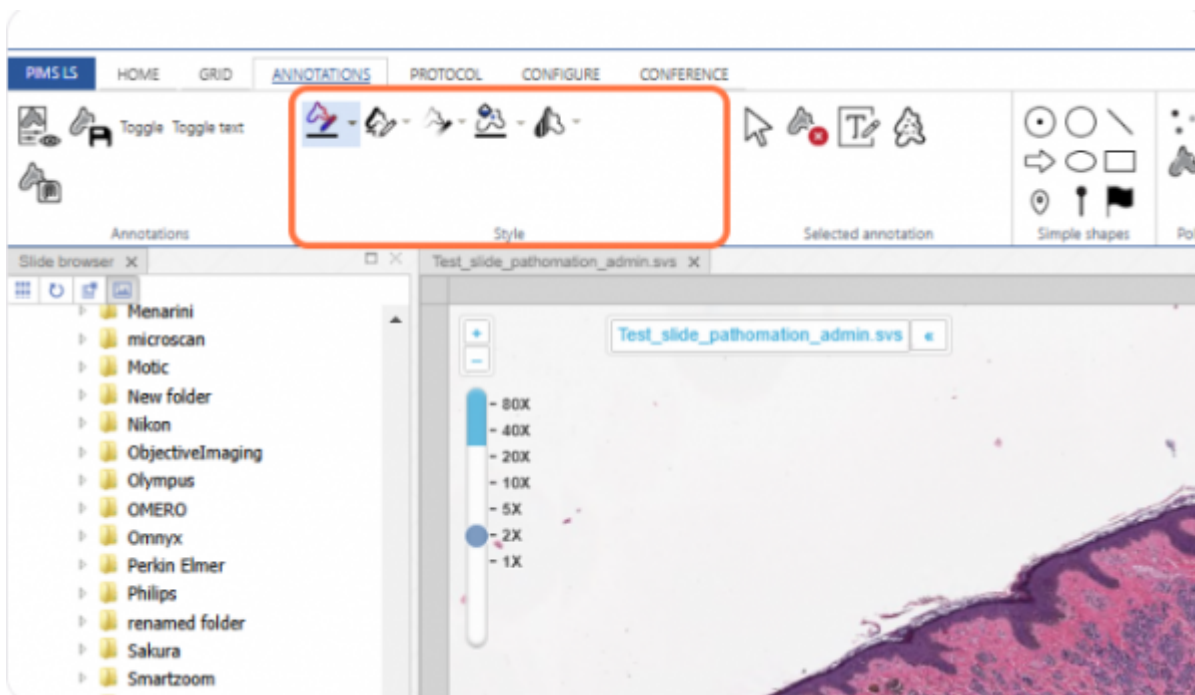 PIMS LS HOME GRID ANNOTATIONS PROTOCOL CONFIGURE CONFERENCE
Toggle Toggle text
Annotations Style Selected annotation Simple shapes Pol
Slide browser Test_slide_pathomation_admin.svs
Test_slide_pathomation_admin.svs «
Menarini
microscan
Motic
New folder
Nikon
ObjectiveImaging
Olympus
OMERO
Omnyx
Perkin Elmer
Philips
renamed folder
Sakura
Smartzoom
+
-
80X
40X
20X
10X
5X
2X
1X